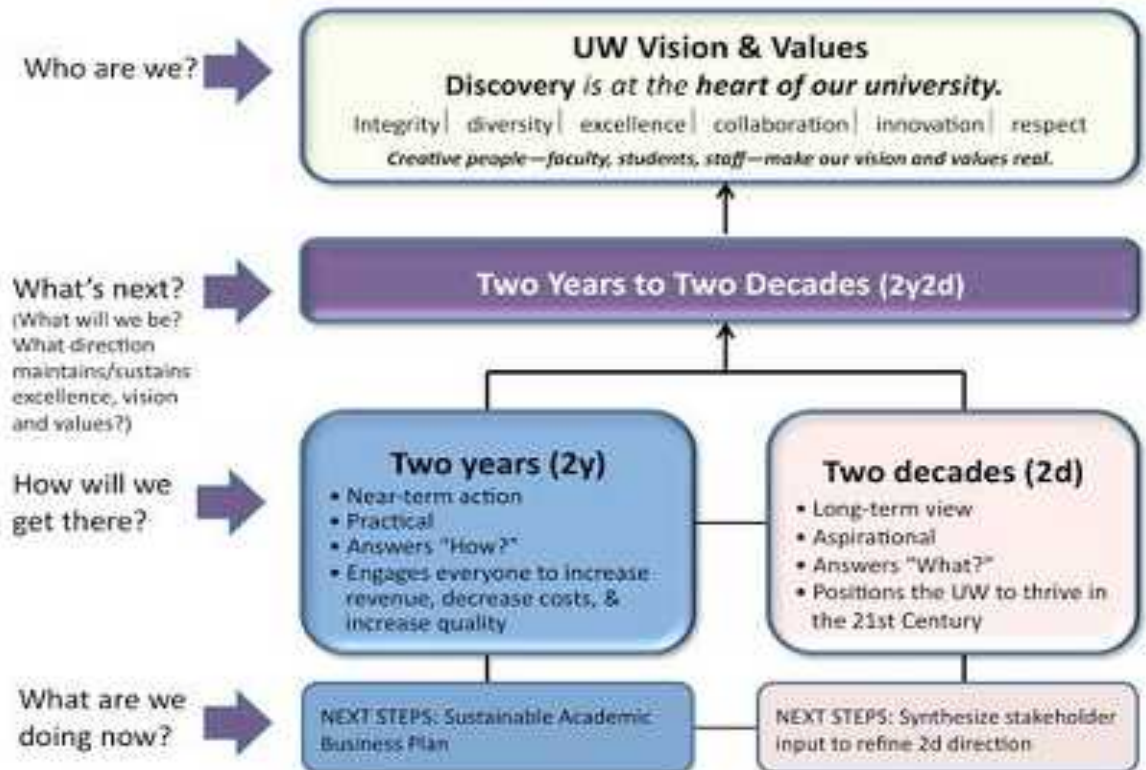 Who are we?
UW Vision & Values
Discovery is at the heart of our university.
Integrity| diversity| excellence| collaboration| innovation| respect
Creative people—faculty, students, staff—make our vision and values real.
What's next?
(What will we be?
What direction
maintains/sustains
excellence, vision
and values?)
Two Years to Two Decades (2y2d)
How will we
get there?
Two years (2y)
• Near-term action
• Practical
• Answers "How?"
• Engages everyone to increase
revenue, decrease costs, &
increase quality
Two decades (2d)
• Long-term view
• Aspirational
• Answers "What?"
• Positions the UW to thrive in
the 21st Century
What are we
doing now?
NEXT STEPS: Sustainable Academic
Business Plan
NEXT STEPS: Synthesize stakeholder
input to refine 2d direction